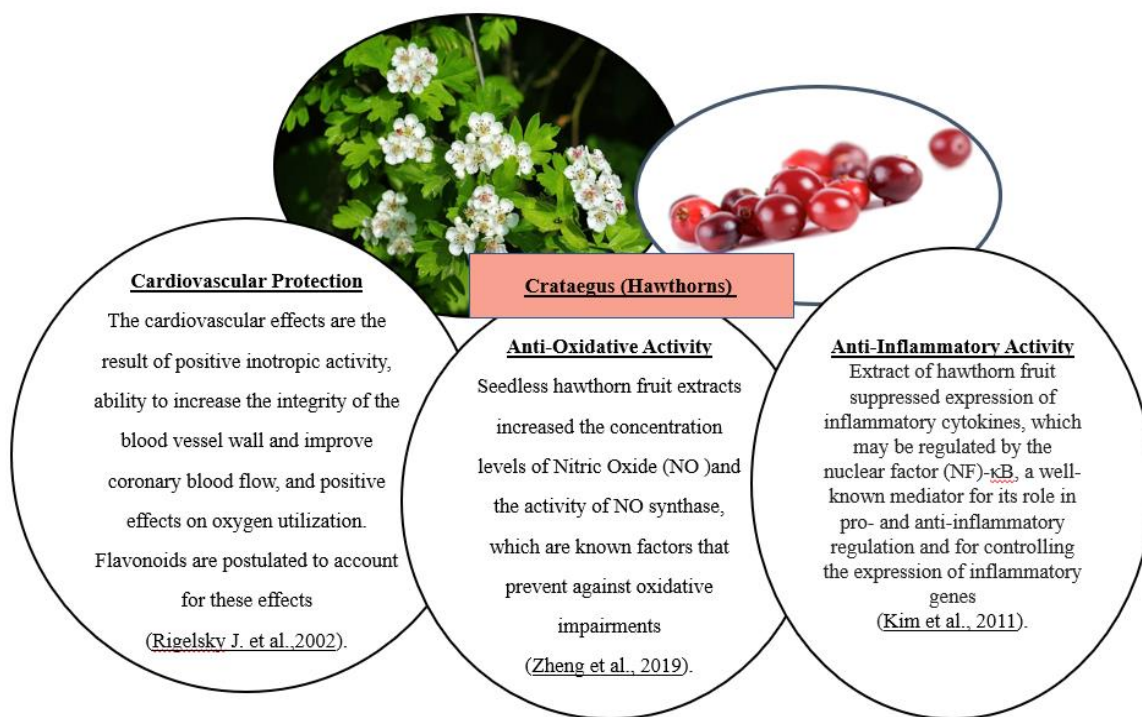 Crataegus (Hawthorns)
Cardiovascular Protection
The cardiovascular effects are the
result of positive inotropic activity,
ability to increase the integrity of the
blood vessel wall and improve
coronary blood flow, and positive
effects on oxygen utilization.
Flavonoids are postulated to account
for these effects
(Rigelsky J. et al.,2002).
Anti-Oxidative Activity
Seedless hawthorn fruit extracts
increased the concentration
levels of Nitric Oxide (NO )and
the activity of NO synthase,
which are known factors that
prevent against oxidative
impairments
(Zheng et al., 2019).
Anti-Inflammatory Activity
Extract of hawthorn fruit
suppressed expression of
inflammatory cytokines, which
may be regulated by the
nuclear factor (NF)-κB, a well-
known mediator for its role in
pro- and anti-inflammatory
regulation and for controlling
the expression of inflammatory
genes
(Kim et al., 2011).